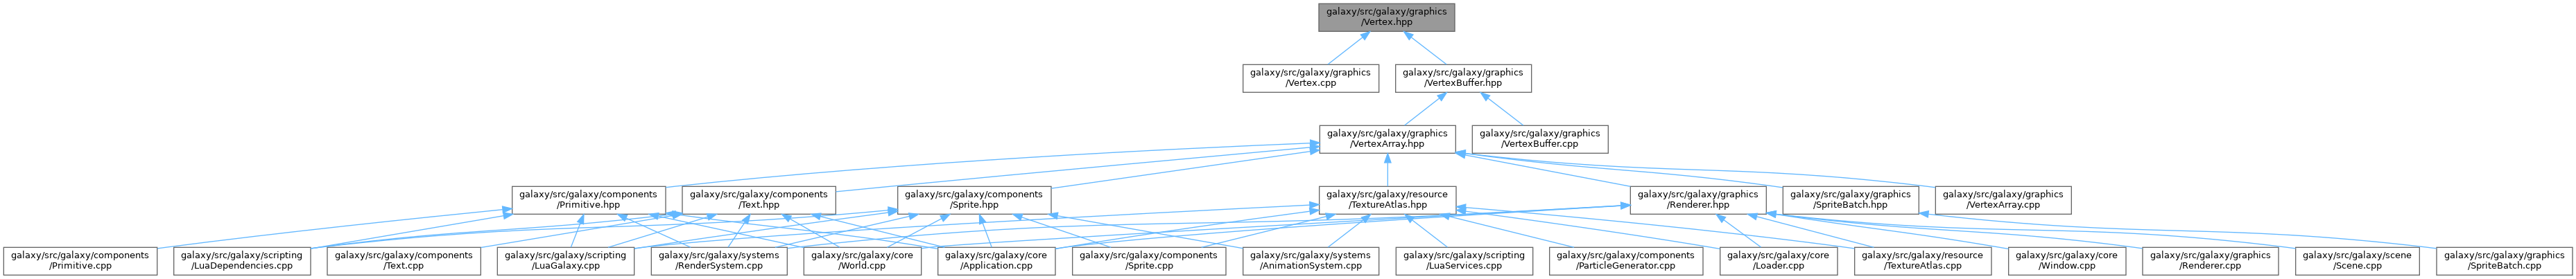 galaxy/src/galaxy/graphics
/Vertex.hpp
galaxy/src/galaxy/graphics
/Vertex.cpp
galaxy/src/galaxy/graphics
/VertexBuffer.hpp
galaxy/src/galaxy/graphics
/VertexArray.hpp
galaxy/src/galaxy/graphics
/VertexBuffer.cpp
galaxy/src/galaxy/components
/Primitive.hpp
galaxy/src/galaxy/components
/Text.hpp
galaxy/src/galaxy/components
/Sprite.hpp
galaxy/src/galaxy/resource
/TextureAtlas.hpp
galaxy/src/galaxy/graphics
/Renderer.hpp
galaxy/src/galaxy/graphics
/SpriteBatch.hpp
galaxy/src/galaxy/graphics
/VertexArray.cpp
galaxy/src/galaxy/components
/Primitive.cpp
galaxy/src/galaxy/scripting
/LuaDependencies.cpp
galaxy/src/galaxy/components
/Text.cpp
galaxy/src/galaxy/scripting
/LuaGalaxy.cpp
galaxy/src/galaxy/systems
/RenderSystem.cpp
galaxy/src/galaxy/core
/World.cpp
galaxy/src/galaxy/core
/Application.cpp
galaxy/src/galaxy/components
/Sprite.cpp
galaxy/src/galaxy/systems
/AnimationSystem.cpp
galaxy/src/galaxy/scripting
/LuaServices.cpp
galaxy/src/galaxy/components
/ParticleGenerator.cpp
galaxy/src/galaxy/core
/Loader.cpp
galaxy/src/galaxy/resource
/TextureAtlas.cpp
galaxy/src/galaxy/core
/Window.cpp
galaxy/src/galaxy/graphics
/Renderer.cpp
galaxy/src/galaxy/scene
/Scene.cpp
galaxy/src/galaxy/graphics
/SpriteBatch.cpp